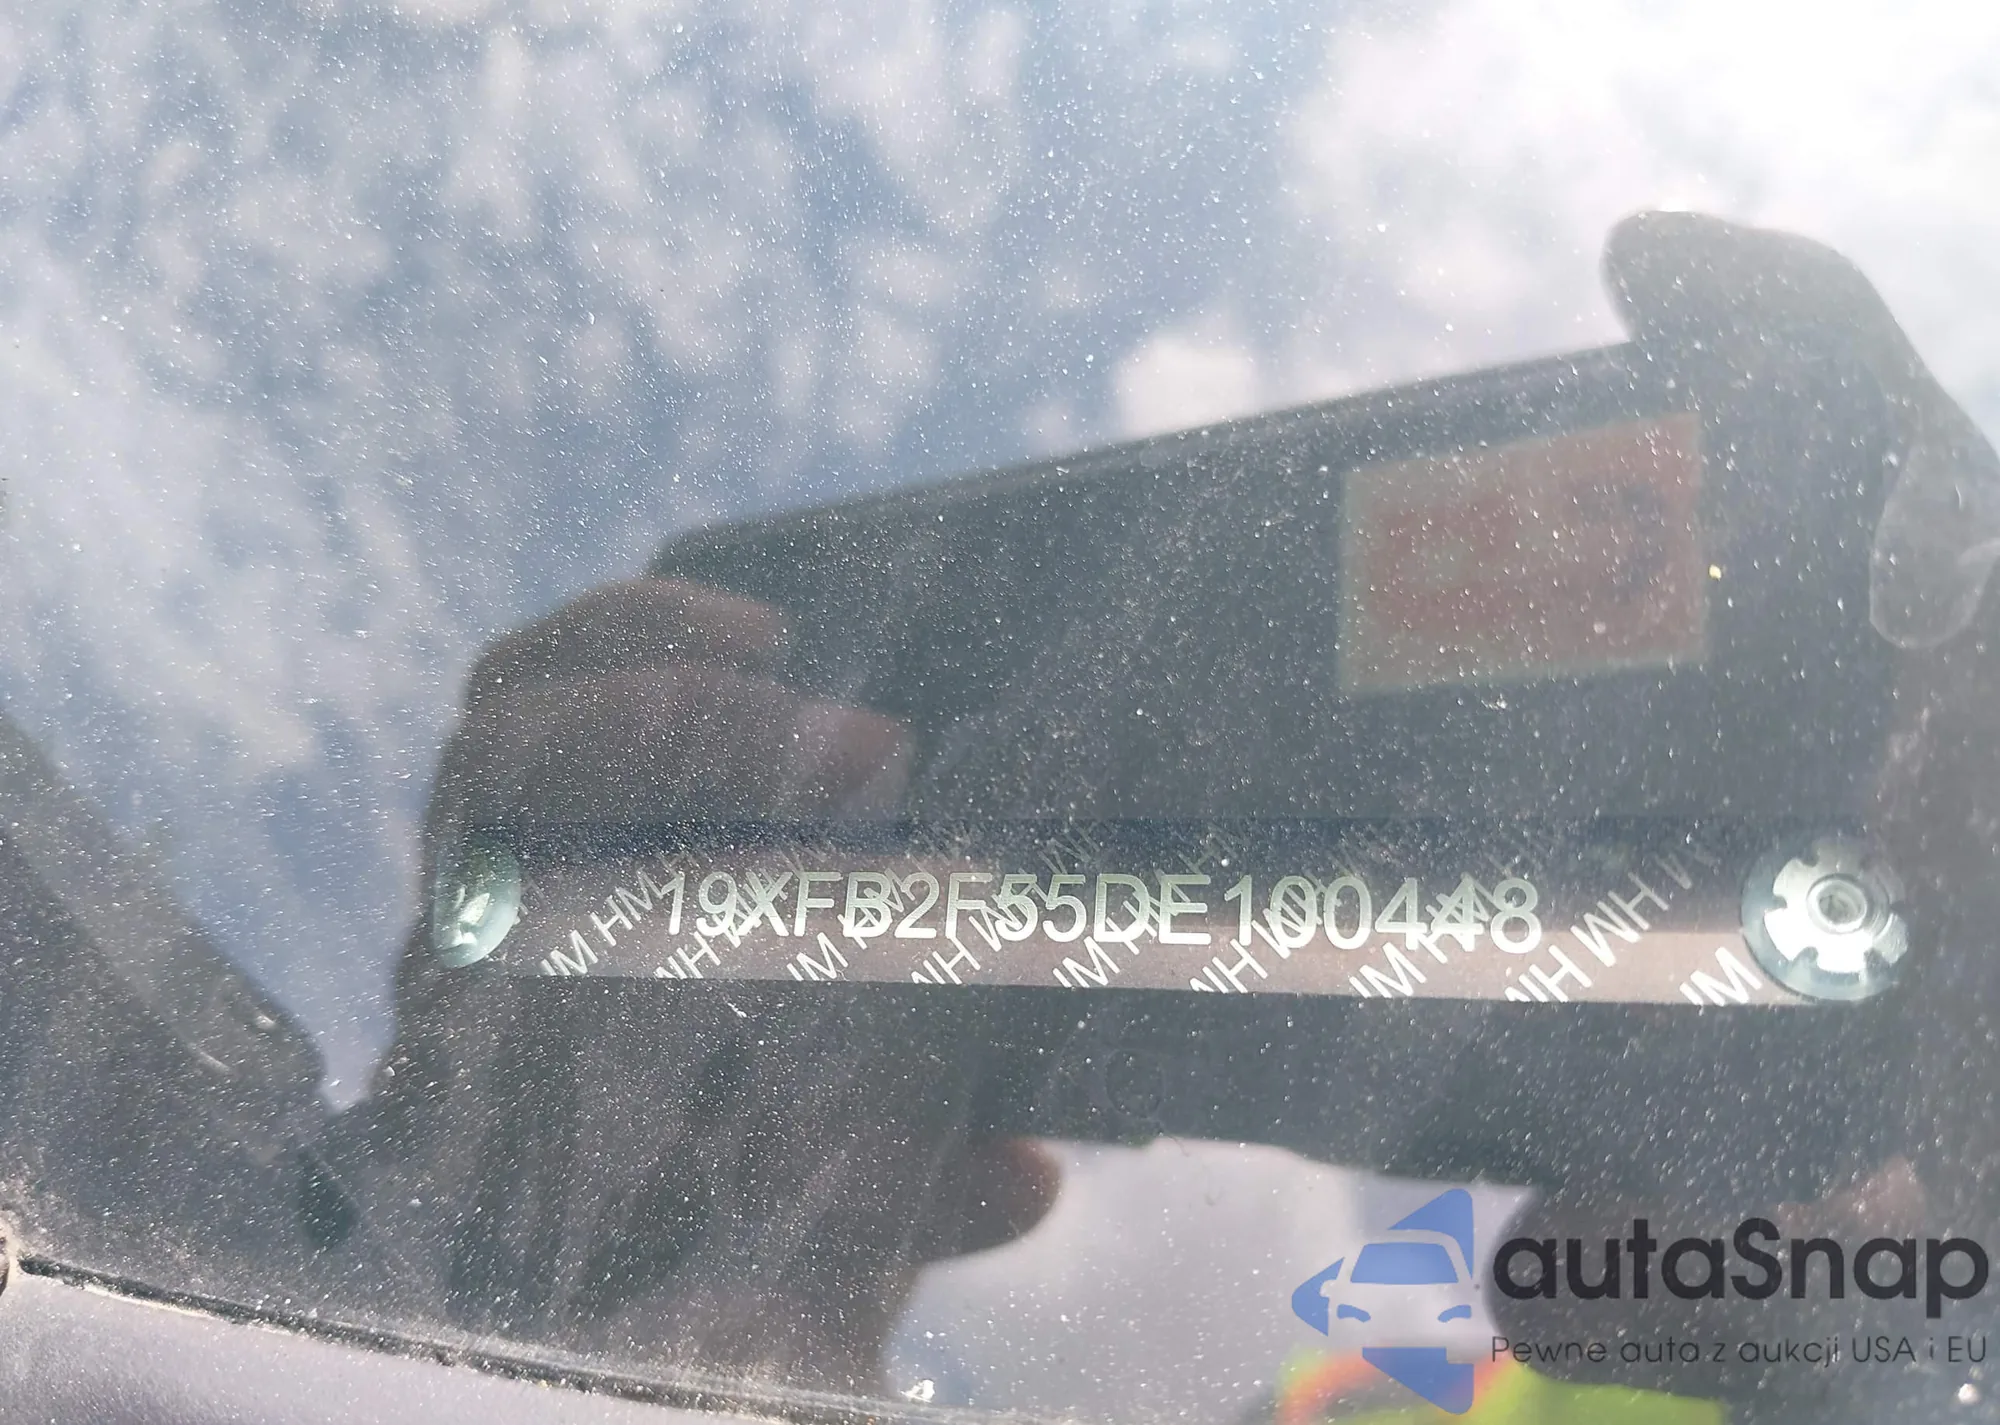 19XFB2F55DE100448
autaSnap
Pewne auta z aukcji USA i EU